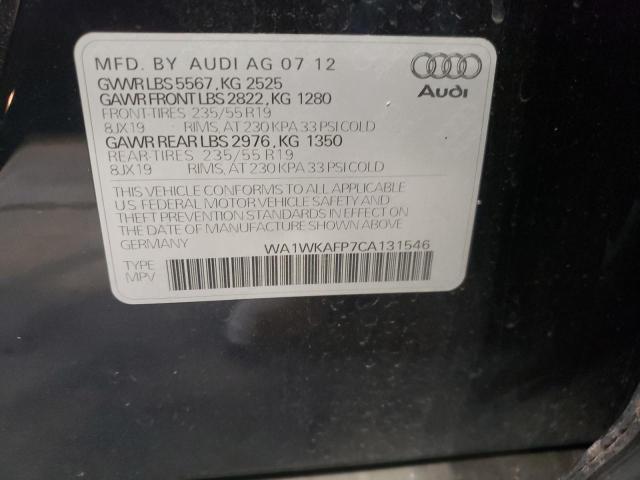 MFD. BY AUDI AG 07 12
GVWR LBS 5567, KG 2525
GAWR FRONT LBS 2822, KG 1280
FRONT-TIRES 235/55 R19
8JX19 RIMS, AT 230 KPA 33 PSI COLD
GAWR REAR LBS 2976, KG 1350
REAR-TIRES 235/55 R19
8JX19 RIMS, AT 230 KPA 33 PSI COLD
THIS VEHICLE CONFORMS TO ALL APPLICABLE
U.S FEDERAL MOTOR VEHICLE SAFETY AND
THEFT PREVENTION STANDARDS IN EFFECT ON
THE DATE OF MANUFACTURE SHOWN ABOVE
GERMANY WA1WKAFP7CA131546
TYPE
MPV
Audi